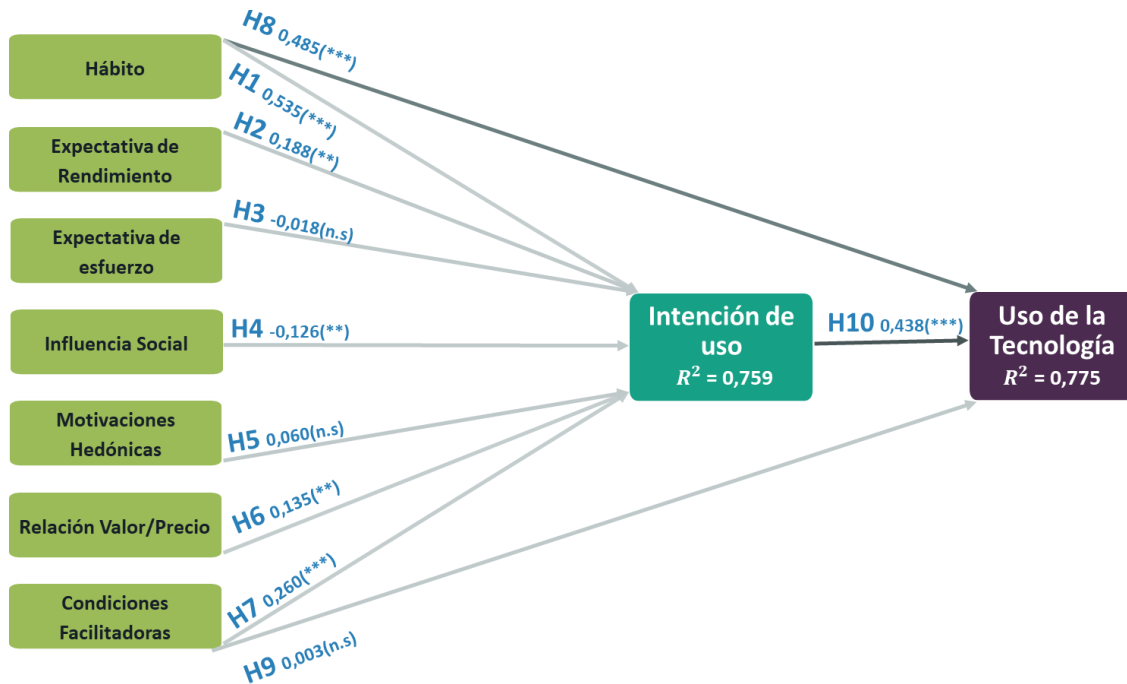 Hábito
Expectativa de
Rendimiento
Expectativa de
esfuerzo
Influencia Social
Motivaciones
Hedónicas
Relación Valor/Precio
Condiciones
Facilitadoras
H8 0,485(***)
H1 0,535(***)
H2 0,188(**)
H3 -0,018(n.s)
H4 -0,126(**)
H5 0,060(n.s)
H6 0,135(**)
H7 0,260(***)
H9 0,003(n.s)
Intención de
uso
R² = 0,759
H10 0,438(***)
Uso de la
Tecnología
R² = 0,775